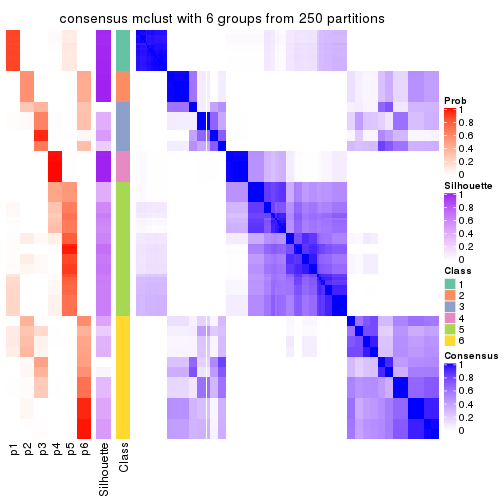 consensus mclust with 6 groups from 250 partitions
Prob
1
0.8
0.6
0.4
0.2
0
Silhouette
1
0.8
0.6
0.4
0.2
0
Class
1
2
3
4
5
6
Consensus
1
0.8
0.6
0.4
0.2
0
p1
p2
p3
p4
p5
p6
Silhouette
Class